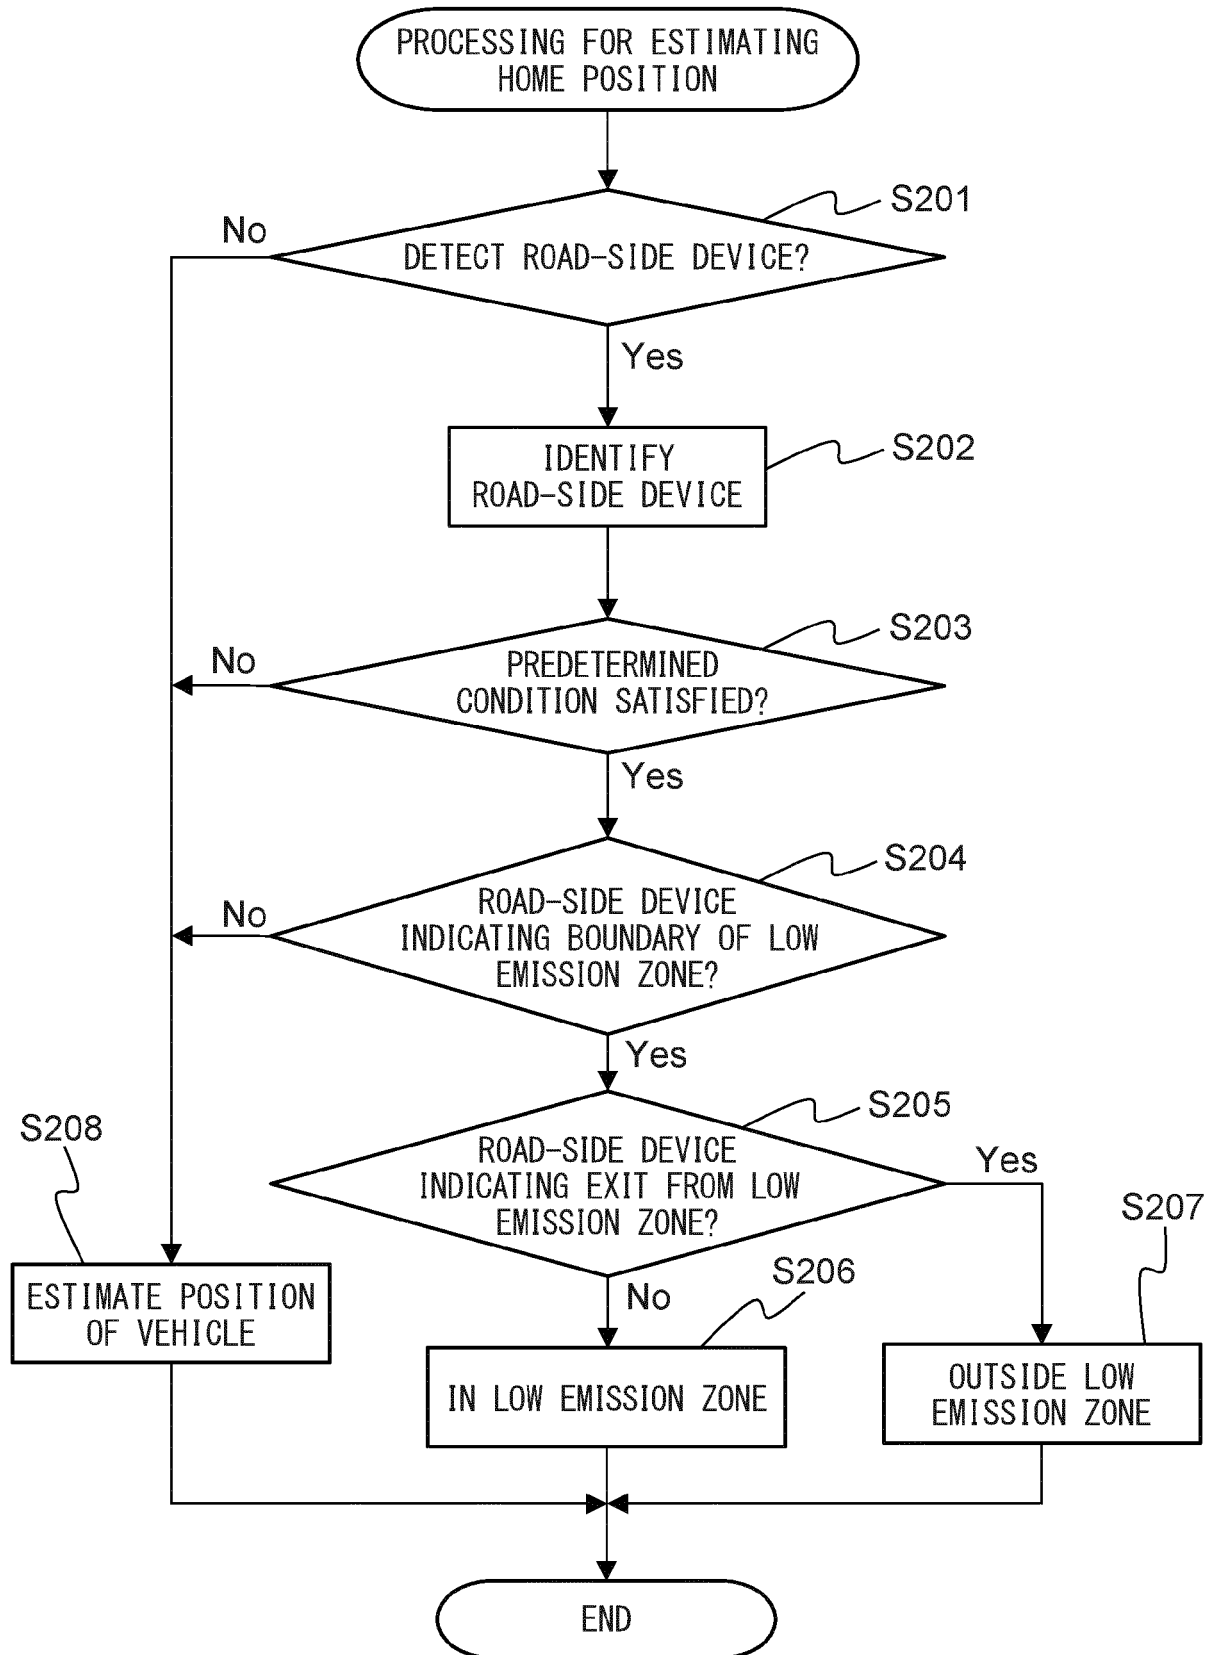 PROCESSING FOR ESTIMATING
HOME POSITION
S201
No
DETECT ROAD-SIDE DEVICE?
Yes
S202
IDENTIFY
ROAD-SIDE DEVICE
S203
No
PREDETERMINED
CONDITION SATISFIED?
Yes
S204
No
ROAD-SIDE DEVICE
INDICATING BOUNDARY OF LOW
EMISSION ZONE?
Yes
S205
S208
ROAD-SIDE DEVICE
INDICATING EXIT FROM LOW
EMISSION ZONE?
Yes
S207
S206
No
ESTIMATE POSITION
OF VEHICLE
IN LOW EMISSION ZONE
OUTSIDE LOW
EMISSION ZONE
END